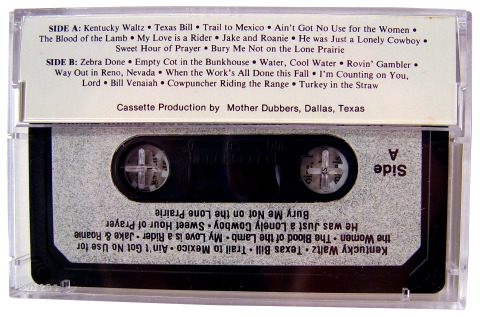 SIDE A: Kentucky Waltz • Texas Bill • Trail to Mexico • Ain't Got No Use for the Women •
The Blood of the Lamb • My Love is a Rider • Jake and Roanie • He was Just a Lonely Cowboy •
Sweet Hour of Prayer • Bury Me Not on the Lone Prairie
SIDE B: Zebra Done • Empty Cot in the Bunkhouse • Water, Cool Water • Rovin' Gambler •
Way Out in Reno, Nevada • When the Work's All Done this Fall • I'm Counting on You,
Lord • Bill Venaiah • Cowpuncher Riding the Range • Turkey in the Straw
Cassette Production by Mother Dubbers, Dallas, Texas
Side
A
Kentucky Waltz • Texas Bill • Trail to Mexico • Ain't Got No Use for
the Women • The Blood of the Lamb • My Love is a Rider • Jake & Roanie
He was Just a Lonely Cowboy • Sweet Hour of Prayer
Bury Me Not on the Lone Prairie